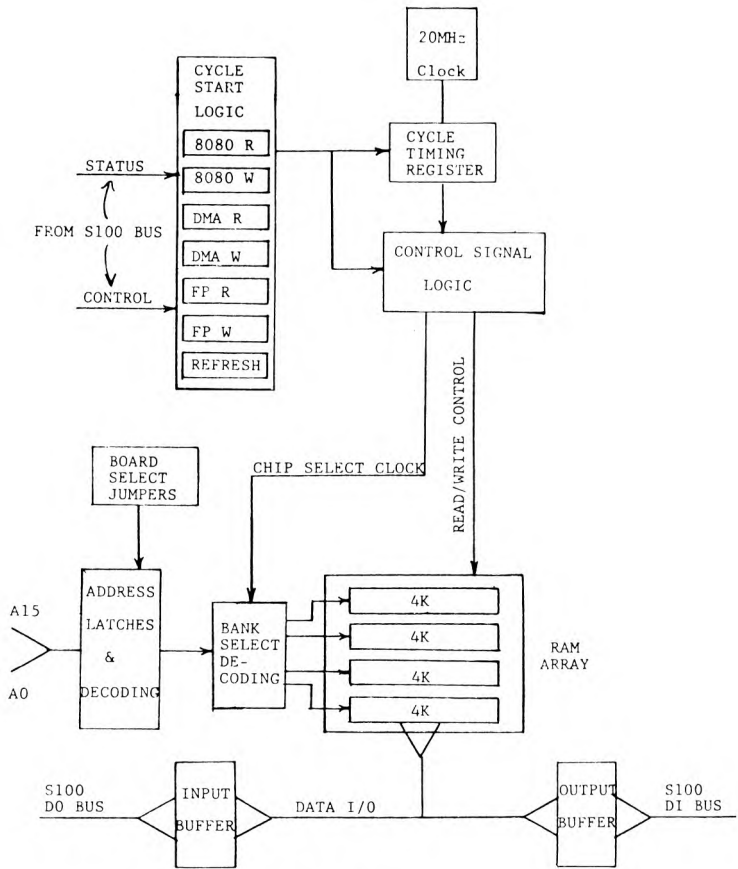 20MHz
Clock
CYCLE
START
LOGIC
8080 R
8080 W
DMA R
DMA W
FP R
FP W
REFRESH
STATUS
FROM S100 BUS
CONTROL
CYCLE
TIMING
REGISTER
CONTROL SIGNAL
LOGIC
BOARD
SELECT
JUMPERS
CHIP SELECT CLOCK
READ/WRITE CONTROL
A15
A0
ADDRESS
LATCHES
&
DECODING
BANK
SELECT
DE-
CODING
4K
4K
4K
4K
RAM
ARRAY
S100
DO BUS
INPUT
BUFFER
DATA I/O
OUTPUT
BUFFER
S100
DI BUS